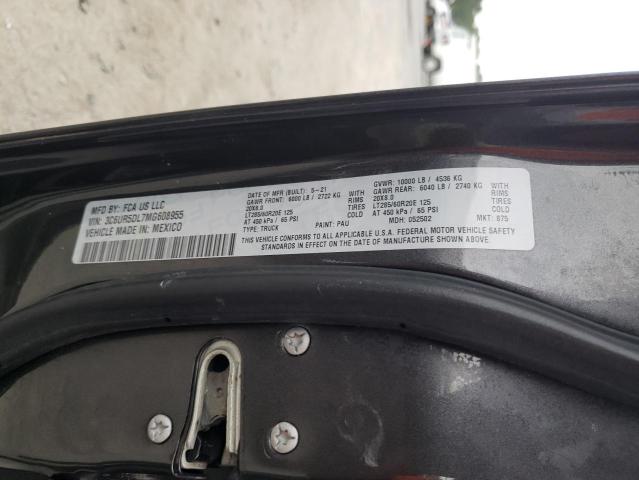 MFD BY: FCA US LLC
VIN: 3C6UR5DL7MG608955
VEHICLE MADE IN: MEXICO
DATE OF MFR (BUILT): 5-21
GAWR FRONT: 6000 LB / 2722 KG
WITH
20X8.0 RIMS
TIRES
LT285/60R20E 125
COLD
AT 450 kPa / 65 PSI
TYPE: TRUCK
PAINT: PAU
GVWR: 10000 LB / 4536 KG
GAWR REAR: 6040 LB / 2740 KG
WITH
20X8.0 RIMS
TIRES
LT285/60R20E 125
COLD
AT 450 kPa / 65 PSI
MDH: 052502
MKT: 875
THIS VEHICLE CONFORMS TO ALL APPLICABLE U.S.A. FEDERAL MOTOR VEHICLE SAFETY
STANDARDS IN EFFECT ON THE DATE OF MANUFACTURE SHOWN ABOVE.